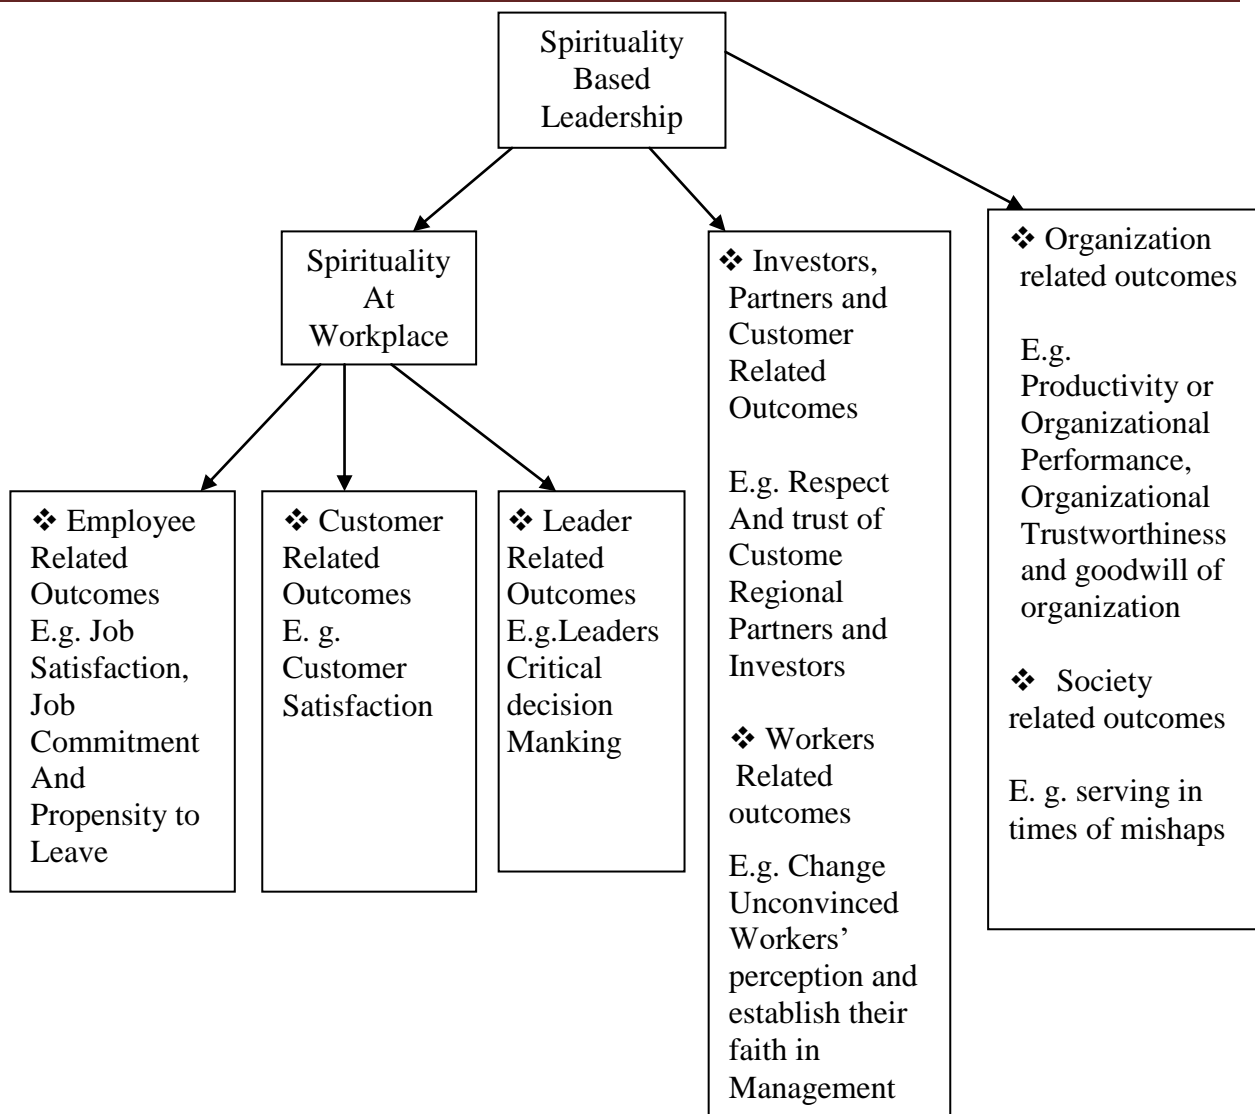 Spirituality
Based
Leadership
Spirituality
At
Workplace
❖ Employee
Related
Outcomes
E.g. Job
Satisfaction,
Job
Commitment
And
Propensity to
Leave
❖ Customer
Related
Outcomes
E. g.
Customer
Satisfaction
❖ Leader
Related
Outcomes
E.g.Leaders
Critical
decision
Manking
❖ Investors,
Partners and
Customer
Related
Outcomes
E.g. Respect
And trust of
Custome
Regional
Partners and
Investors
❖ Workers
Related
outcomes
E.g. Change
Unconvinced
Workers’
perception and
establish their
faith in
Management
❖ Organization
related outcomes
E.g.
Productivity or
Organizational
Performance,
Organizational
Trustworthiness
and goodwill of
organization
❖ Society
related outcomes
E. g. serving in
times of mishaps